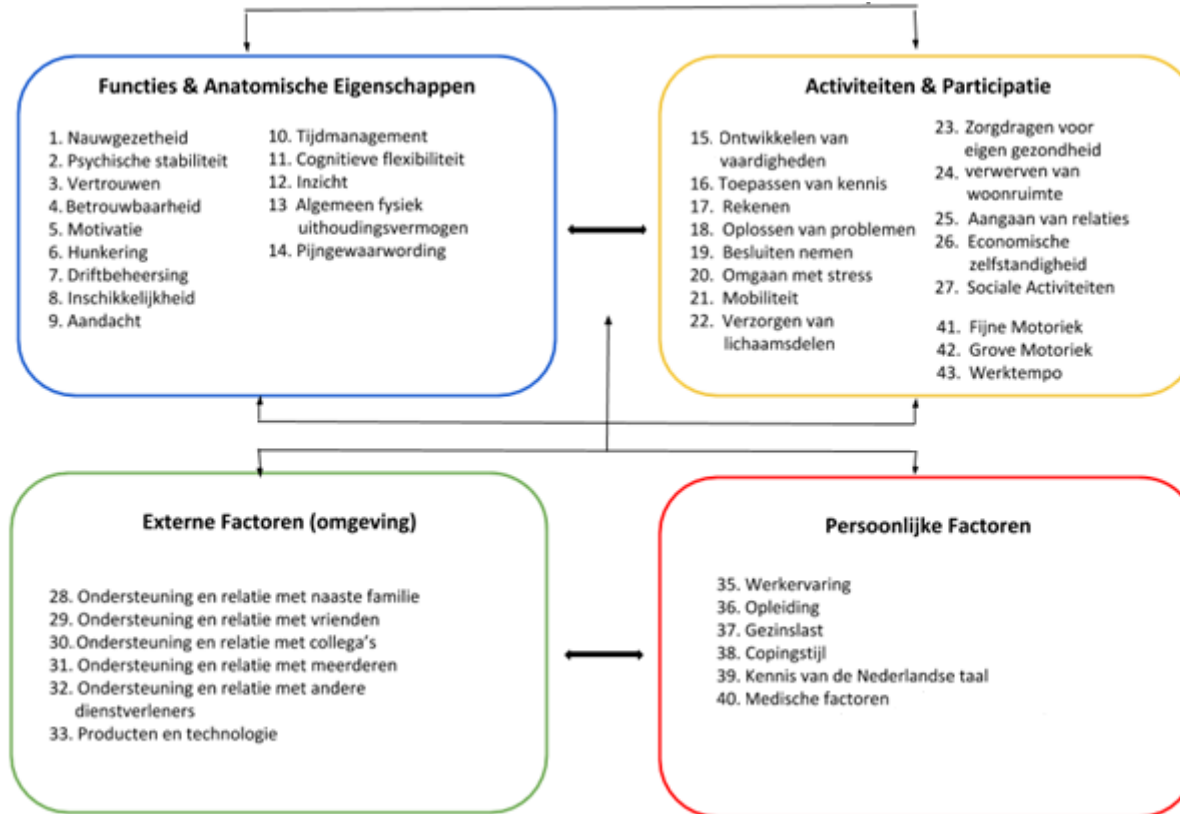 Functies & Anatomische Eigenschappen
1. Nauwgezetheid
2. Psychische stabiliteit
3. Vertrouwen
4. Betrouwbaarheid
5. Motivatie
6. Hunkering
7. Driftbeheersing
8. Inschikkelijkheid
9. Aandacht
10. Tijdmanagement
11. Cognitieve flexibiliteit
12. Inzicht
13 Algemeen fysiek
uithoudingsvermogen
14. Pijngewaarwording
Activiteiten & Participatie
15. Ontwikkelen van
vaardigheden
16. Toepassen van kennis
17. Rekenen
18. Oplossen van problemen
19. Besluiten nemen
20. Omgaan met stress
21. Mobiliteit
22. Verzorgen van
lichaamsdelen
23. Zorgdragen voor
eigen gezondheid
24. verwerven van
woonruimte
25. Aangaan van relaties
26. Economische
zelfstandigheid
27. Sociale Activiteiten
41. Fijne Motoriek
42. Grove Motoriek
43. Werktempo
Externe Factoren (omgeving)
28. Ondersteuning en relatie met naaste familie
29. Ondersteuning en relatie met vrienden
30. Ondersteuning en relatie met collega's
31. Ondersteuning en relatie met meerderen
32. Ondersteuning en relatie met andere
dienstverleners
33. Producten en technologie
Persoonlijke Factoren
35. Werkervaring
36. Opleiding
37. Gezinslast
38. Copingstijl
39. Kennis van de Nederlandse taal
40. Medische factoren